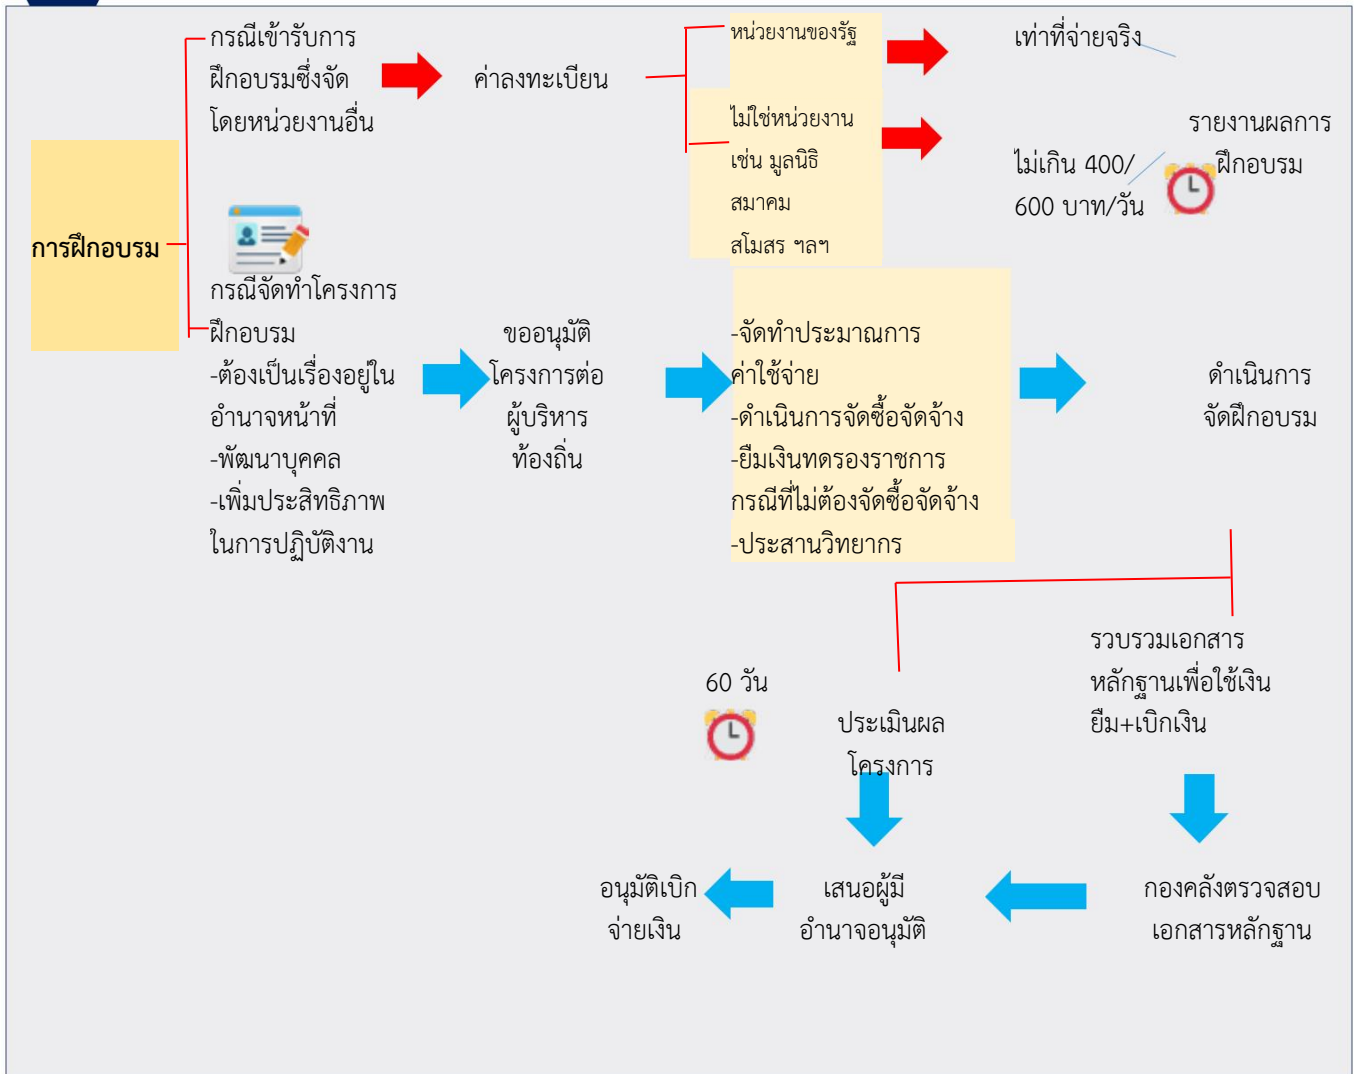 การฝึกอบรม
กรณีเข้ารับการ
ฝึกอบรมซึ่งจัด
โดยหน่วยงานอื่น
ค่าลงทะเบียน
หน่วยงานของรัฐ
เท่าที่จ่ายจริง
ไม่ใช่หน่วยงาน
เช่น มูลนิธิ
สมาคม
สโมสร ฯลฯ
ไม่เกิน 400/
600 บาท/วัน
รายงานผลการ
ฝึกอบรม
กรณีจัดทำโครงการ
ฝึกอบรม
-ต้องเป็นเรื่องอยู่ใน
อำนาจหน้าที่
-พัฒนาบุคคล
-เพิ่มประสิทธิภาพ
ในการปฏิบัติงาน
ขออนุมัติ
โครงการต่อ
ผู้บริหาร
ท้องถิ่น
-จัดทำประมาณการ
ค่าใช้จ่าย
-ดำเนินการจัดซื้อจัดจ้าง
-ยืมเงินทดรองราชการ
กรณีที่ไม่ต้องจัดซื้อจัดจ้าง
-ประสานวิทยากร
ดำเนินการ
จัดฝึกอบรม
60 วัน
ประเมินผล
โครงการ
รวบรวมเอกสาร
หลักฐานเพื่อใช้เงิน
ยืม+เบิกเงิน
อนุมัติเบิก
จ่ายเงิน
เสนอผู้มี
อำนาจอนุมัติ
กองคลังตรวจสอบ
เอกสารหลักฐาน